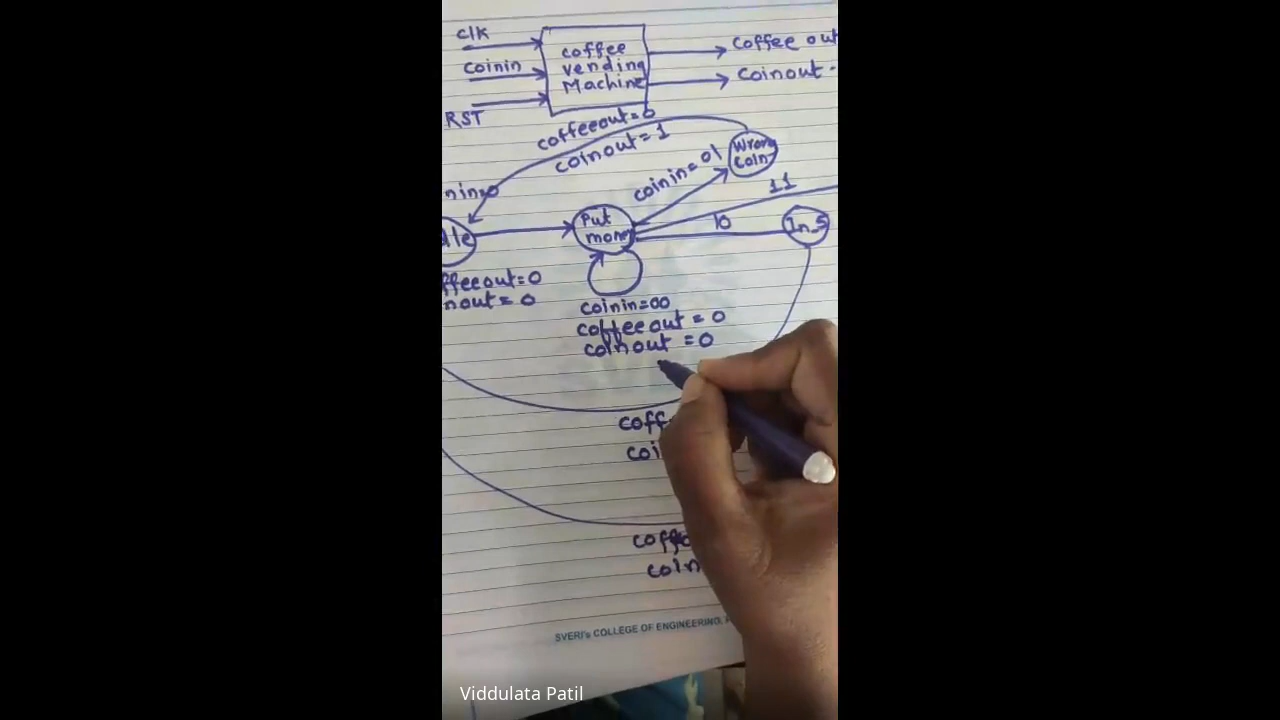 clk
coffee
vending
Machine
coffee out
coinin
coinout
RST
coffeeout=0
coinout=1
Wrong
coin
coinin=01
11
nin=0
Put
money
10
In_5
ffeeout=0
nout=0
coinin=00
coffee out = 0
coinout = 0
SVERI's COLLEGE OF ENGINEERING,
Viddulata Patil